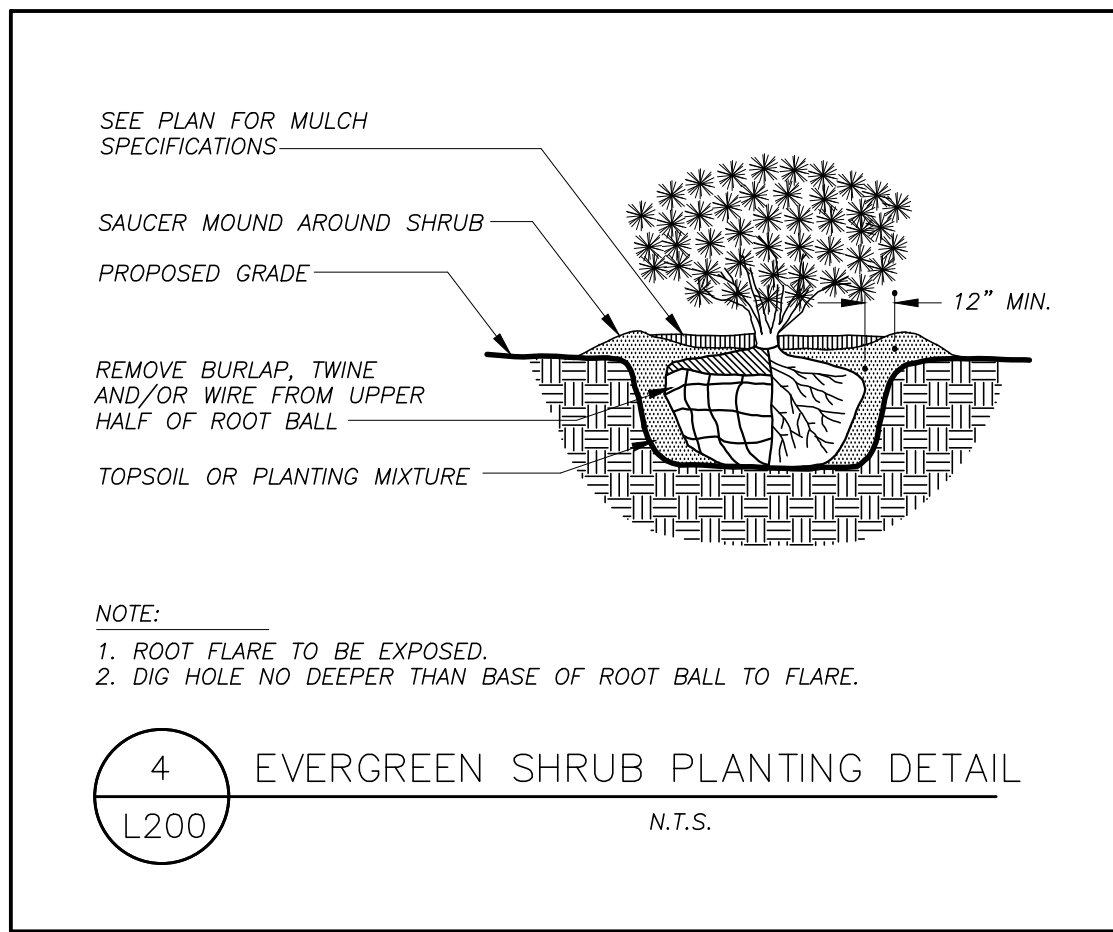 SEE PLAN FOR MULCH
SPECIFICATIONS
SAUCER MOUND AROUND SHRUB
PROPOSED GRADE
12" MIN.
REMOVE BURLAP, TWINE
AND/OR WIRE FROM UPPER
HALF OF ROOT BALL
TOPSOIL OR PLANTING MIXTURE
NOTE:
1. ROOT FLARE TO BE EXPOSED.
2. DIG HOLE NO DEEPER THAN BASE OF ROOT BALL TO FLARE.
4
L200
EVERGREEN SHRUB PLANTING DETAIL
N.T.S.